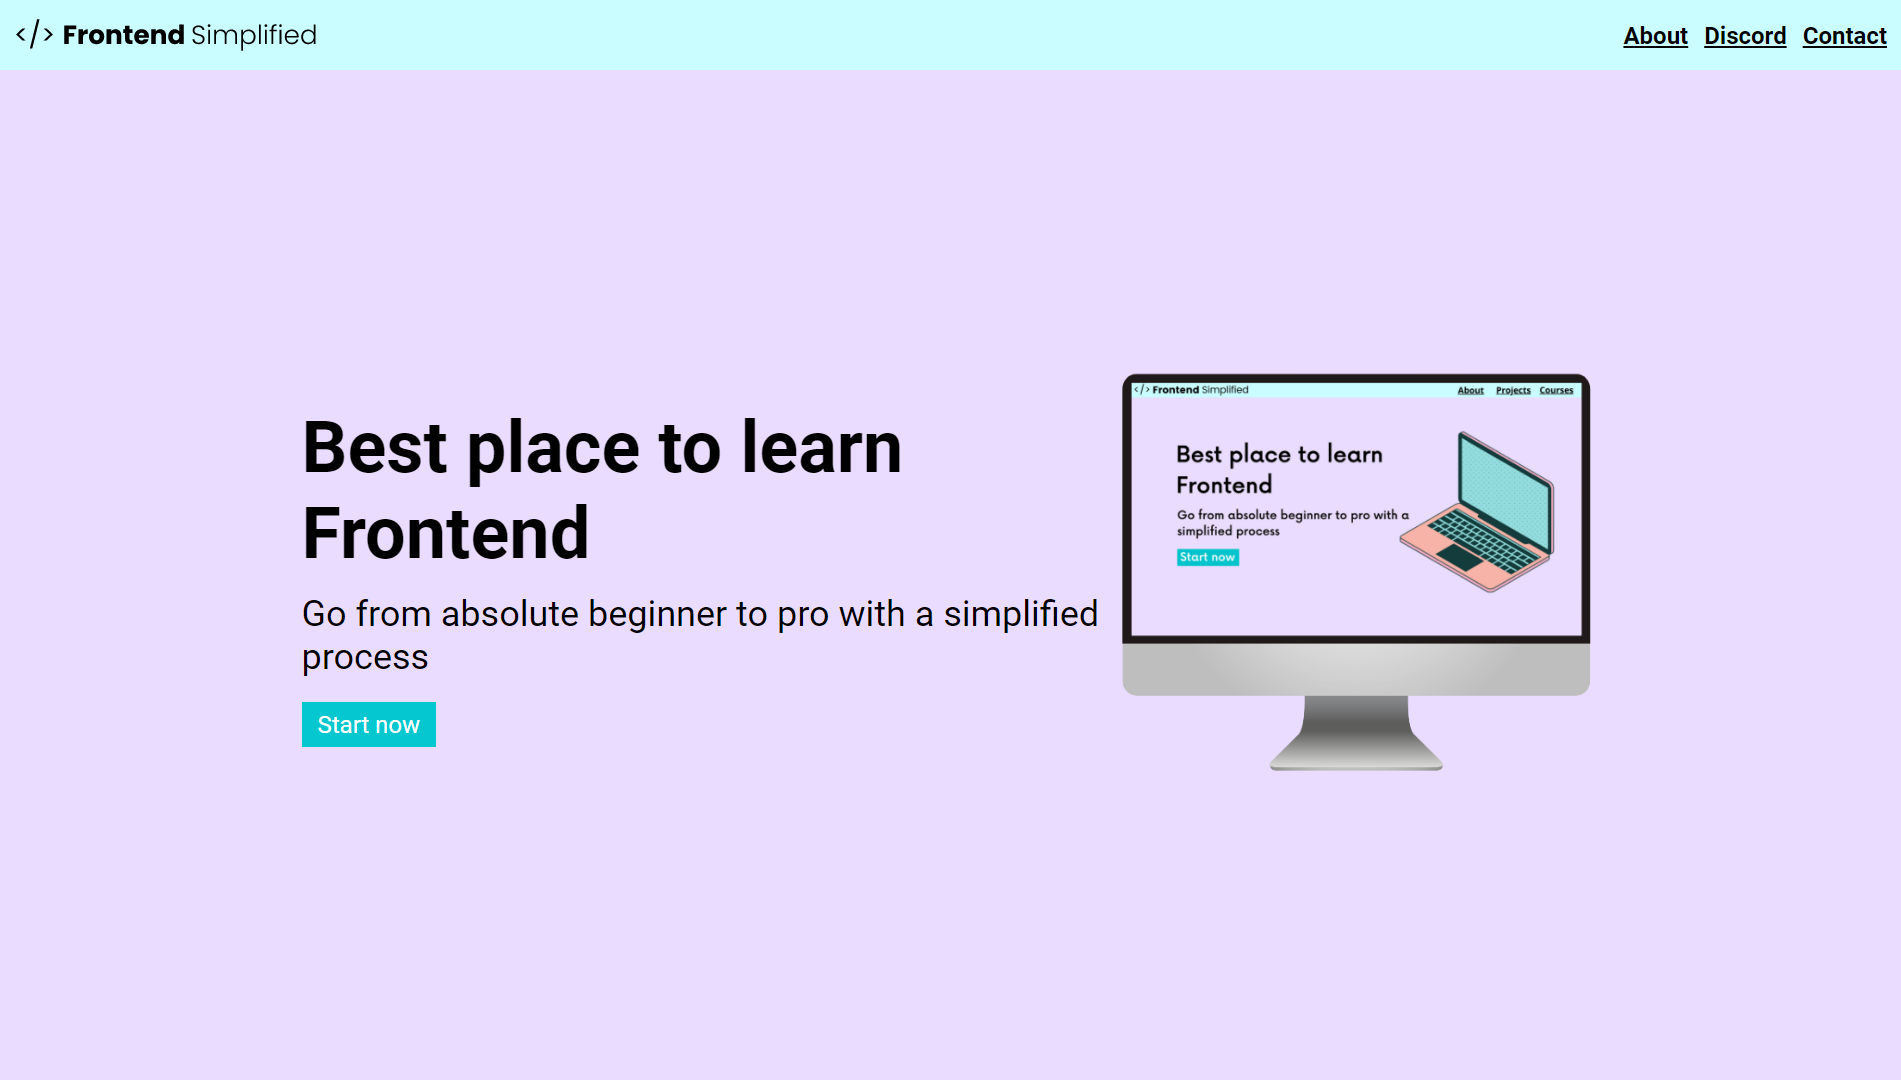 </> Frontend Simplified
About Discord Contact
Best place to learn
Frontend
Go from absolute beginner to pro with a simplified
process
Start now
</> Frontend Simplified
About Projects Courses
Best place to learn
Frontend
Go from absolute beginner to pro with a
simplified process
Start now